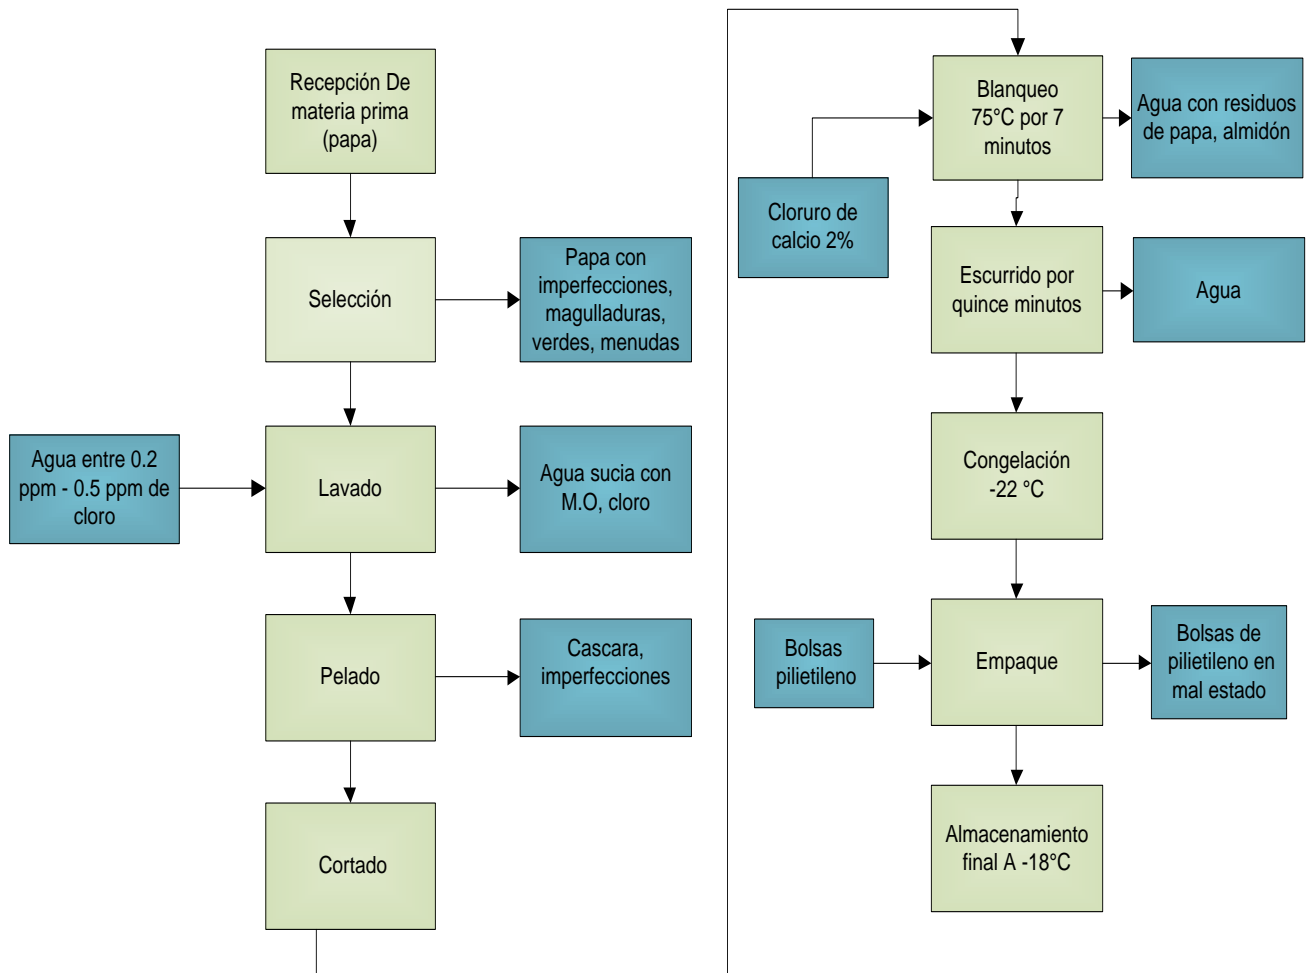 Recepción De
materia prima
(papa)
Selección
Papa con
imperfecciones,
magulladuras,
verdes, menudas
Agua entre 0.2
ppm - 0.5 ppm de
cloro
Lavado
Agua sucia con
M.O, cloro
Pelado
Cascara,
imperfecciones
Cortado
Blanqueo
75°C por 7
minutos
Agua con residuos
de papa, almidón
Cloruro de
calcio 2%
Escurrido por
quince minutos
Agua
Congelación
-22 °C
Bolsas
pilietileno
Empaque
Bolsas de
pilietileno en
mal estado
Almacenamiento
final A -18°C